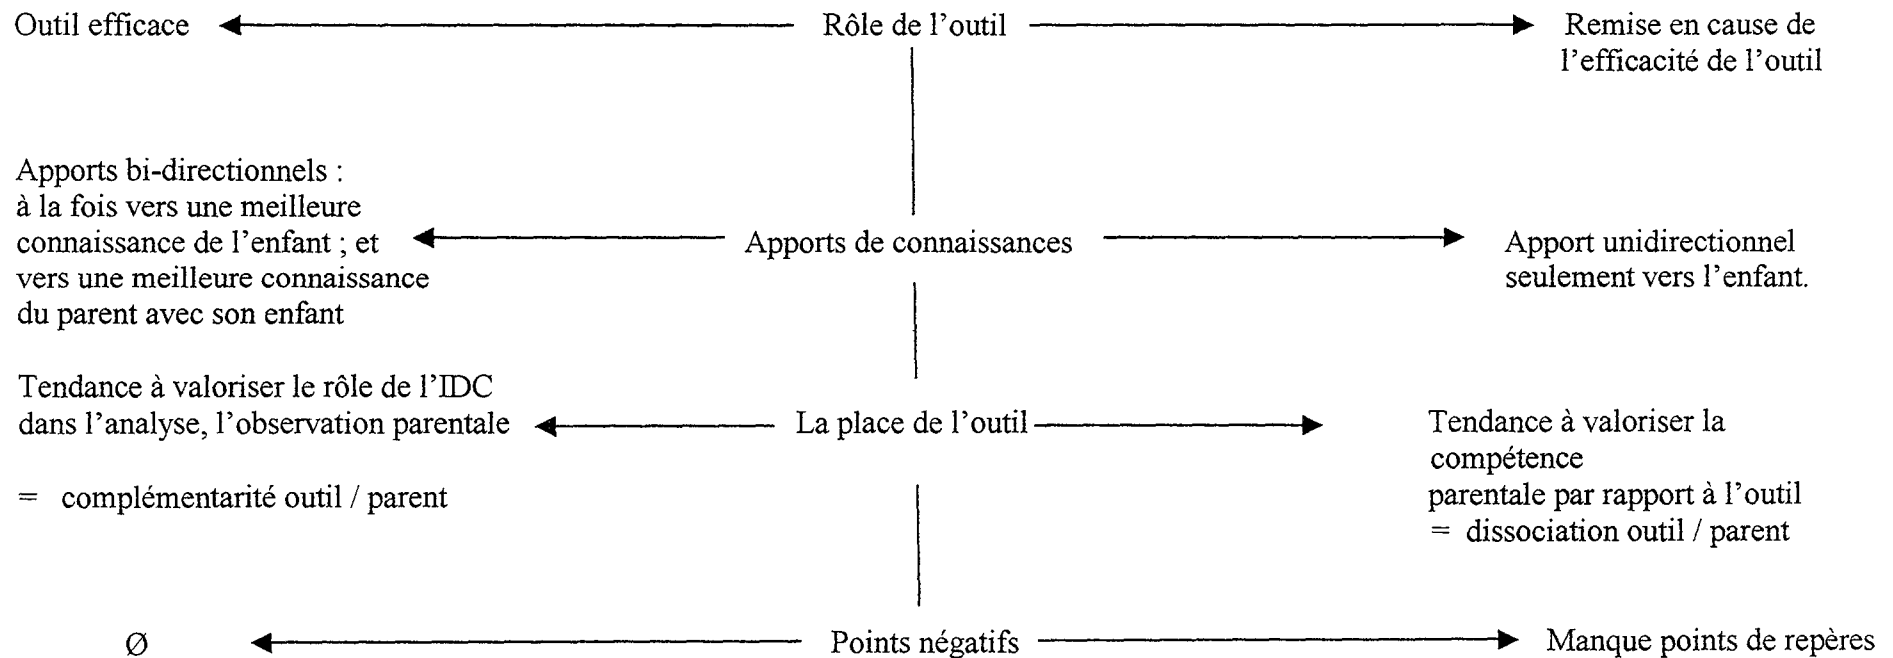 Outil efficace
Rôle de l’outil
Remise en cause de
l’efficacité de l’outil
Apports bi-directionnels :
à la fois vers une meilleure
connaissance de l’enfant ; et
vers une meilleure connaissance
du parent avec son enfant
Apports de connaissances
Apport unidirectionnel
seulement vers l’enfant.
Tendance à valoriser le rôle de l’IDC
dans l’analyse, l’observation parentale
= complémentarité outil / parent
La place de l’outil
Tendance à valoriser la
compétence
parentale par rapport à l’outil
= dissociation outil / parent
Ø
Points négatifs
Manque points de repères